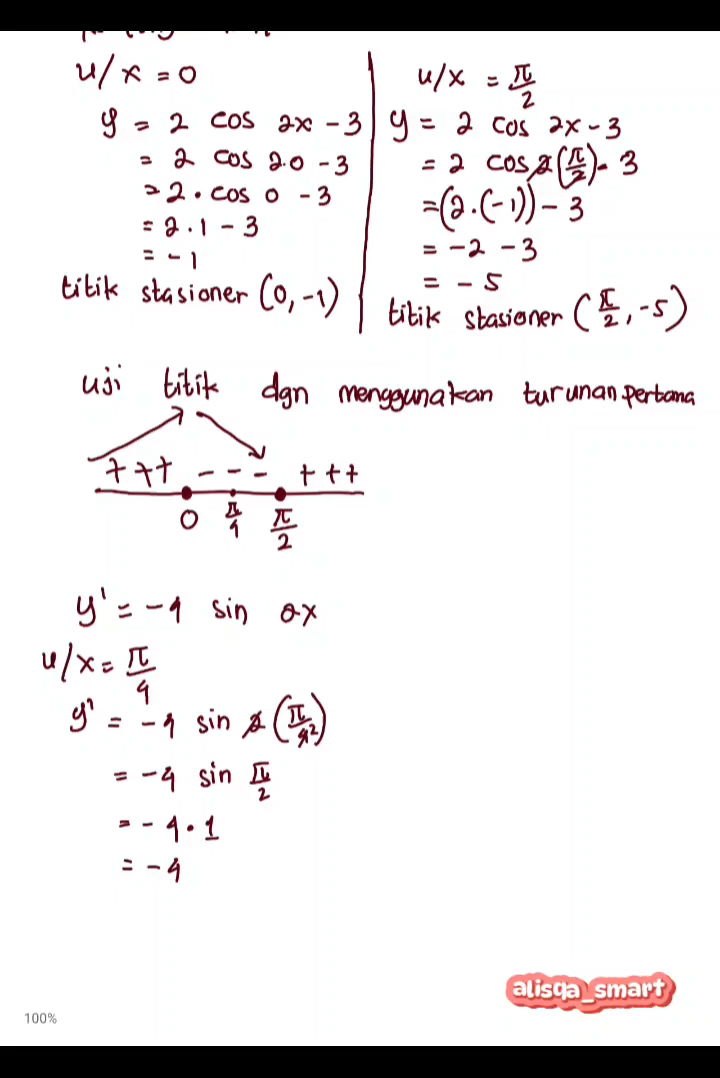 u/x = 0
y = 2 cos 2x - 3
= 2 cos 2.0 - 3
= 2 . cos 0 - 3
= 2 . 1 - 3
= -1
titik stasioner (0, -1)
u/x = π/2
y = 2 cos 2x - 3
= 2 cos 2(π/2) - 3
= (2.(-1)) - 3
= -2 - 3
= -5
titik stasioner (π/2, -5)
uji titik dgn menggunakan turunan pertama
+ + + - - - + + +
0 π/4 π/2
y' = -4 sin 2x
u/x = π/4
y' = -4 sin 2(π/4 2)
= -4 sin π/2
= -4 . 1
= -4
alisqa_smart
100%